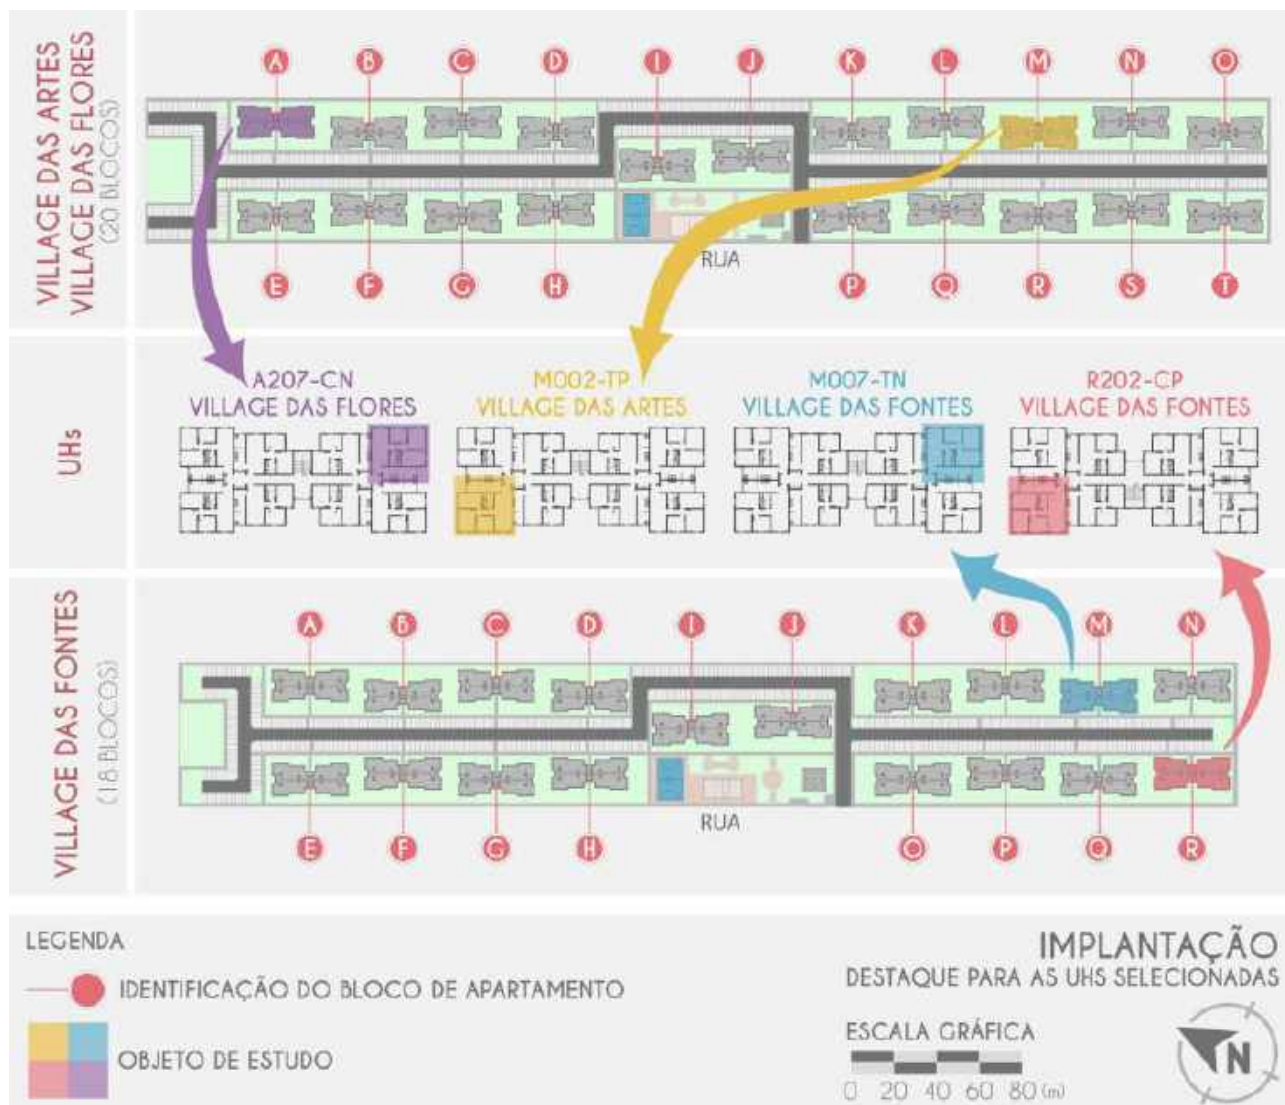 VILLAGE DAS ARTES
VILLAGE DAS FLORES
(20 BLOCOS)
A B C D I J K L M N O
RUA
E F G H P Q R S T
UHs
A207-CN
VILLAGE DAS FLORES
M002-TP
VILLAGE DAS ARTES
M007-TN
VILLAGE DAS FONTES
R202-CP
VILLAGE DAS FONTES
VILLAGE DAS FONTES
(18 BLOCOS)
A B C D I J K L M N
RUA
E F G H O P Q R
LEGENDA
IDENTIFICAÇÃO DO BLOCO DE APARTAMENTO
OBJETO DE ESTUDO
IMPLANTAÇÃO
DESTAQUE PARA AS UHS SELECIONADAS
ESCALA GRÁFICA
0 20 40 60 80 (m)
N